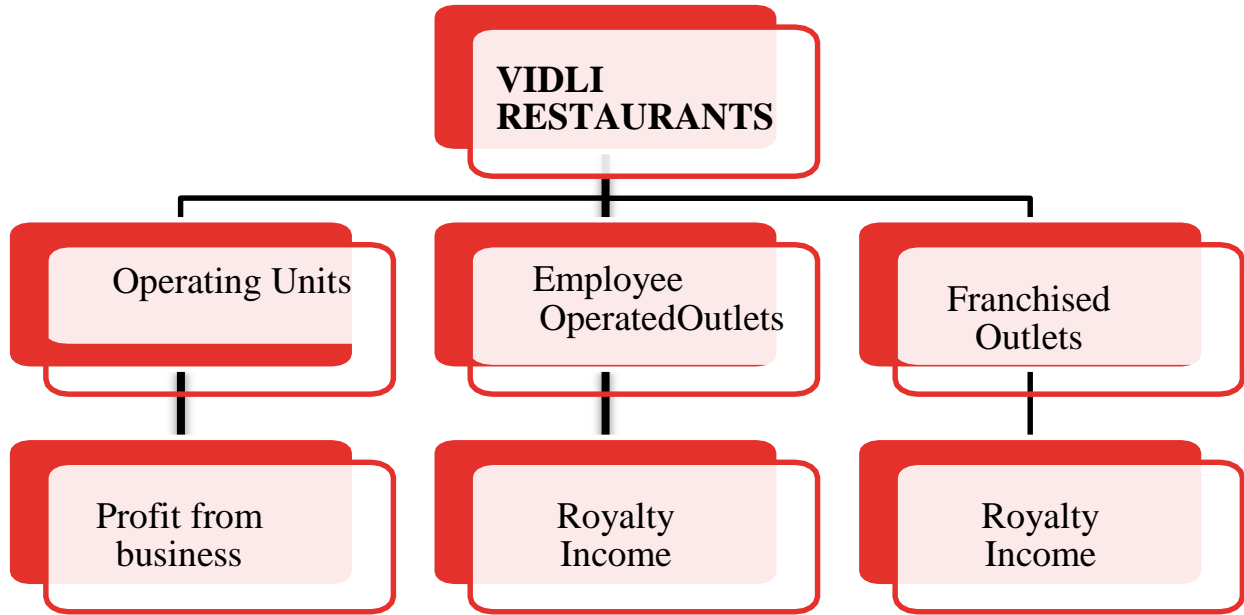 VIDLI
RESTAURANTS
Operating Units
Employee
OperatedOutlets
Franchised
Outlets
Profit from
business
Royalty
Income
Royalty
Income